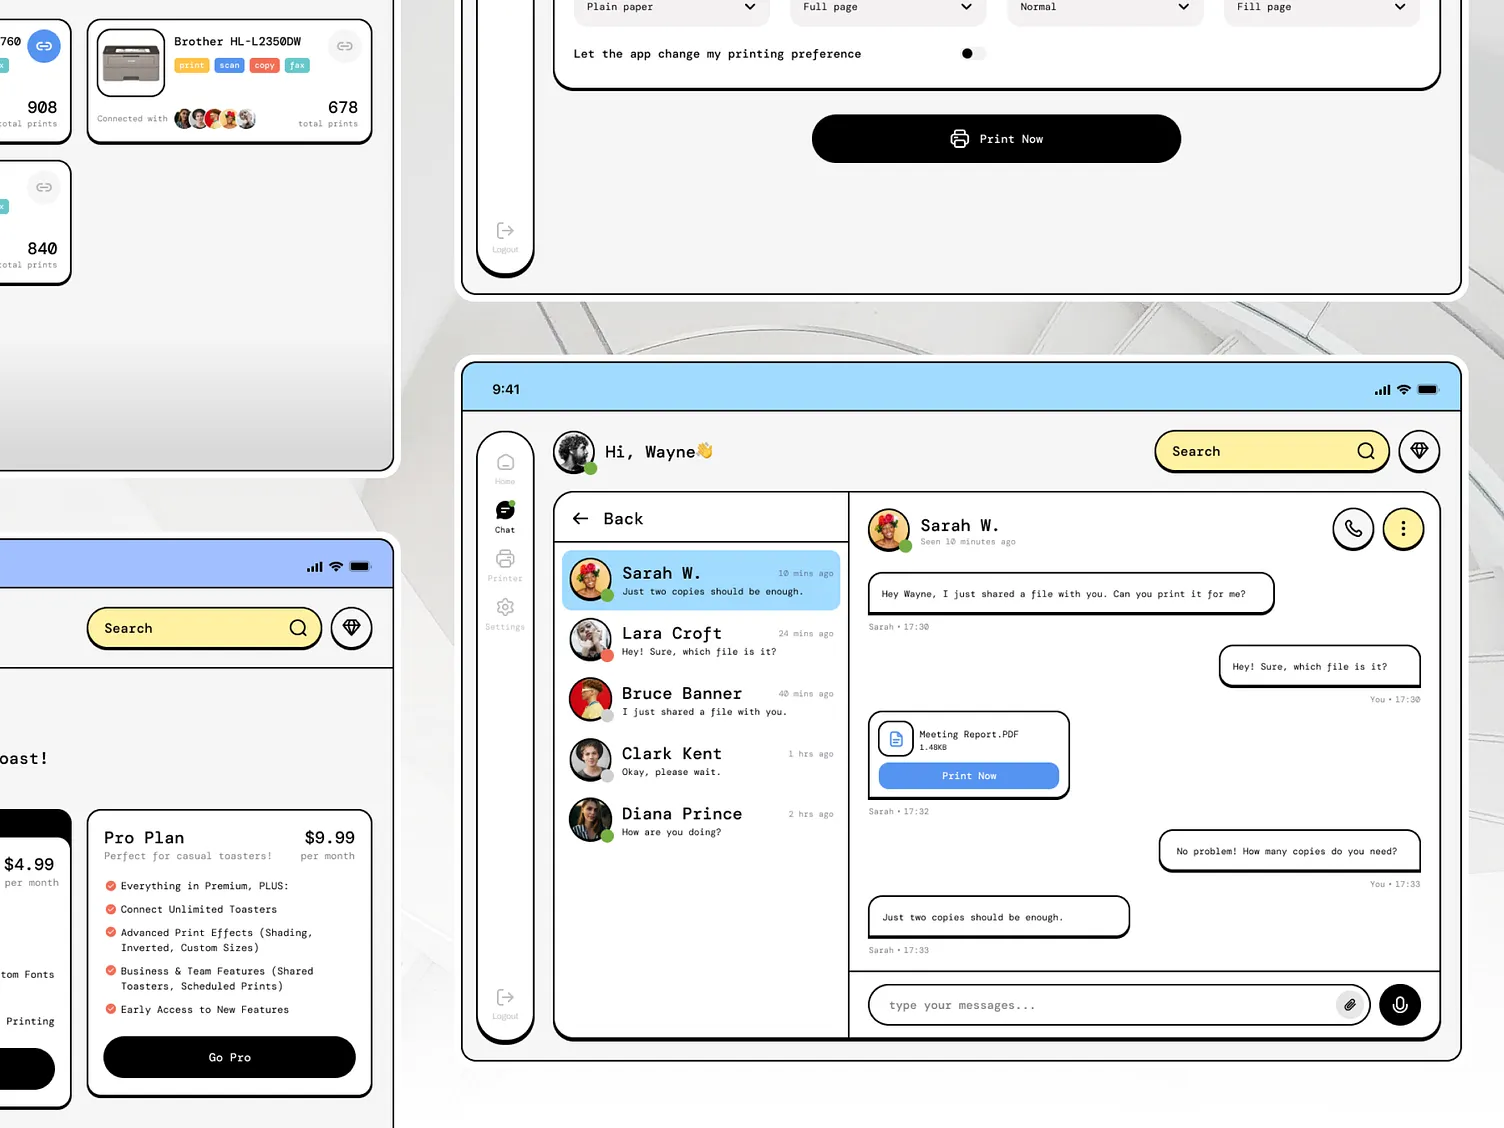 760
908
total prints
Brother HL-L2350DW
print scan copy fax
Connected with
678
total prints
840
total prints
Plain paper
Full page
Normal
Fill page
Let the app change my printing preference
Print Now
Logout
Search
oast!
$4.99
per month
tom Fonts
Printing
Pro Plan
$9.99
Perfect for casual toasters!
per month
Everything in Premium, PLUS:
Connect Unlimited Toasters
Advanced Print Effects (Shading,
Inverted, Custom Sizes)
Business & Team Features (Shared
Toasters, Scheduled Prints)
Early Access to New Features
Go Pro
9:41
Home
Chat
Printer
Settings
Logout
Hi, Wayne👋
Search
Back
Sarah W.
10 mins ago
Just two copies should be enough.
Lara Croft
24 mins ago
Hey! Sure, which file is it?
Bruce Banner
40 mins ago
I just shared a file with you.
Clark Kent
1 hrs ago
Okay, please wait.
Diana Prince
2 hrs ago
How are you doing?
Sarah W.
Seen 10 minutes ago
Hey Wayne, I just shared a file with you. Can you print it for me?
Sarah • 17:30
Hey! Sure, which file is it?
You • 17:30
Meeting Report.PDF
1.48KB
Print Now
Sarah • 17:32
No problem! How many copies do you need?
You • 17:33
Just two copies should be enough.
Sarah • 17:33
type your messages...